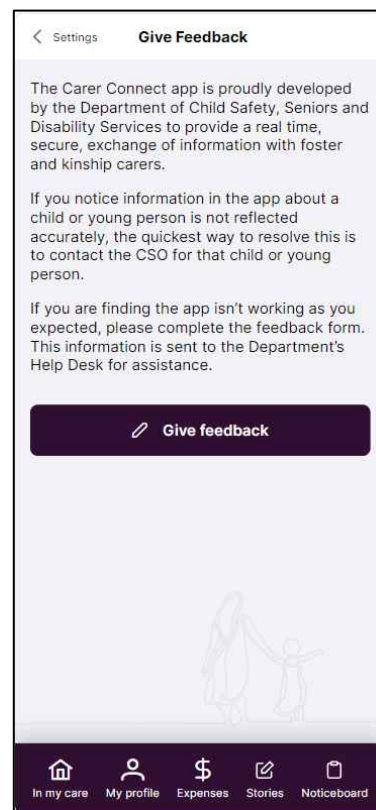 Settings Give Feedback
The Carer Connect app is proudly developed
by the Department of Child Safety, Seniors and
Disability Services to provide a real time,
secure, exchange of information with foster
and kinship carers.
If you notice information in the app about a
child or young person is not reflected
accurately, the quickest way to resolve this is
to contact the CSO for that child or young
person.
If you are finding the app isn't working as you
expected, please complete the feedback form.
This information is sent to the Department's
Help Desk for assistance.
Give feedback
In my care My profile Expenses Stories Noticeboard